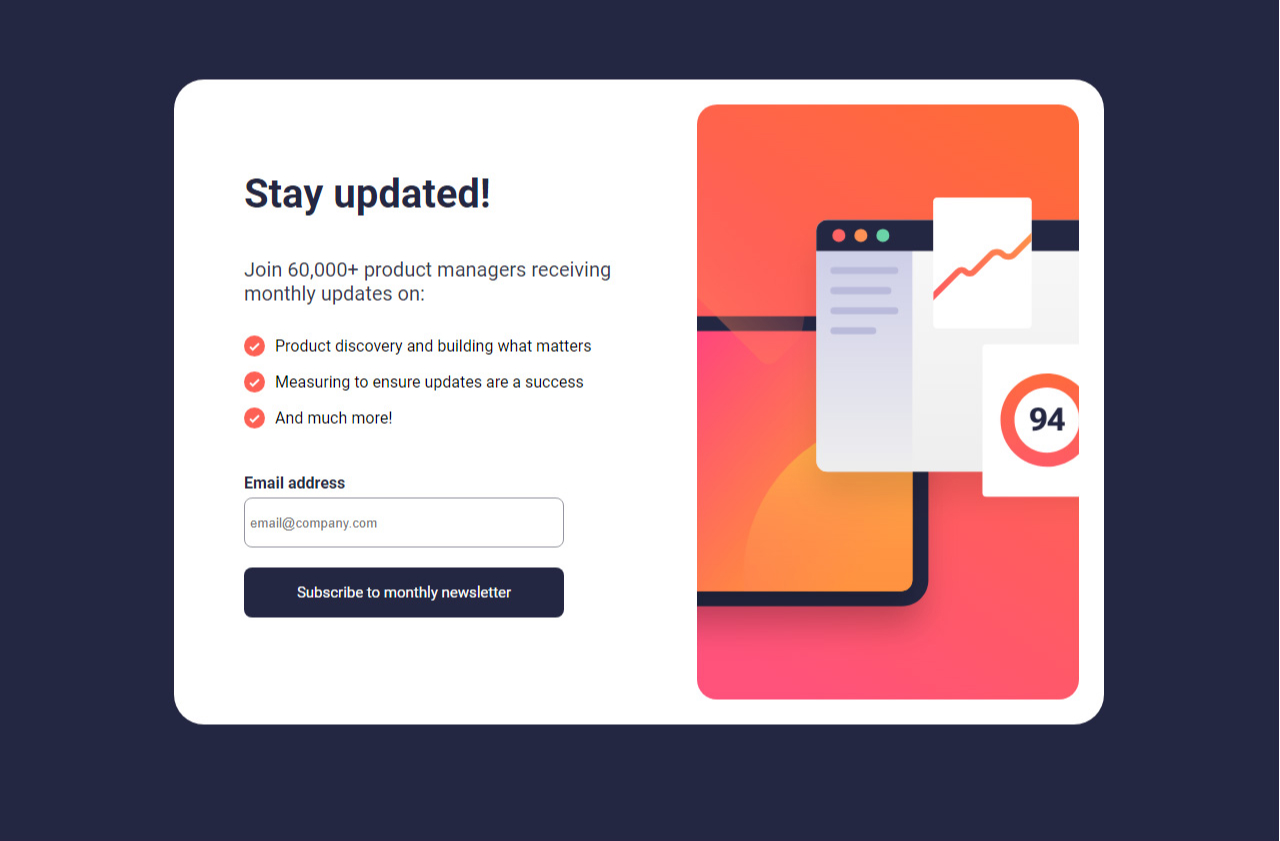 Stay updated!
Join 60,000+ product managers receiving
monthly updates on:
Product discovery and building what matters
Measuring to ensure updates are a success
And much more!
Email address
email@company.com
Subscribe to monthly newsletter
94